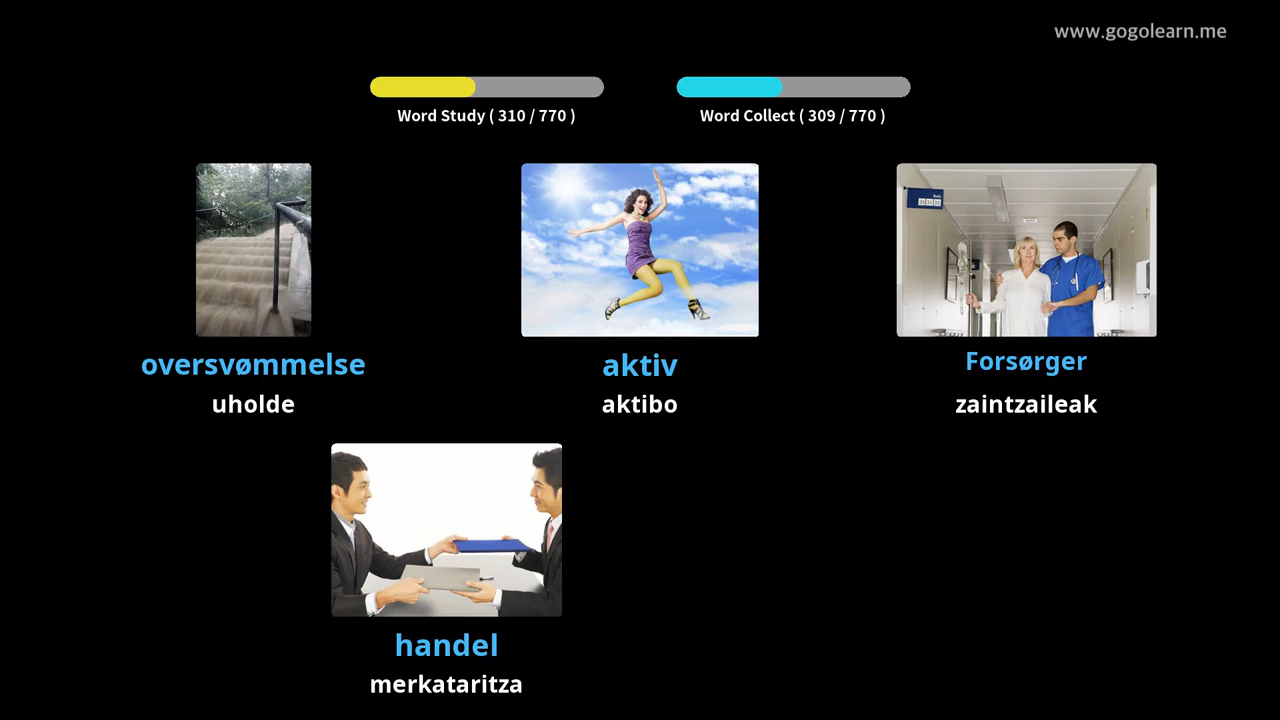 www.gogolearn.me
Word Study ( 310 / 770 )
Word Collect ( 309 / 770 )
oversvømmelse
uholde
aktiv
aktibo
Forsørger
zaintzaileak
handel
merkataritza